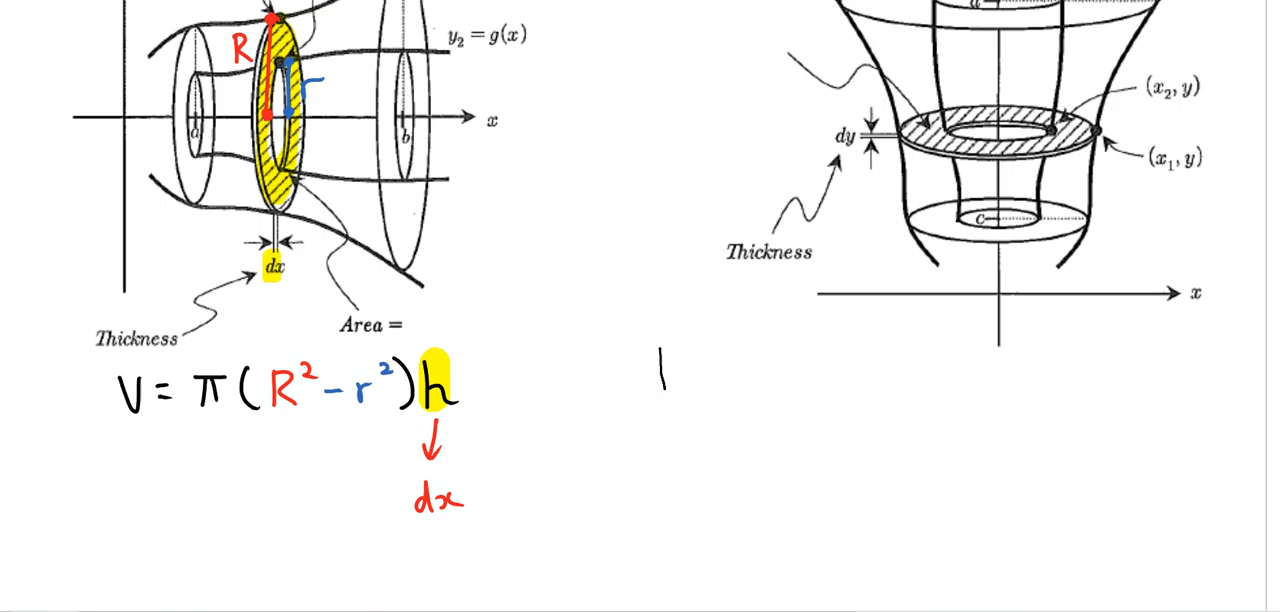 R
r
y₂ = g(x)
a
b
x
dx
Thickness
Area =
V = π(R² - r²)h
↓
dx
d
(x₂, y)
dy
(x₁, y)
c
Thickness
x